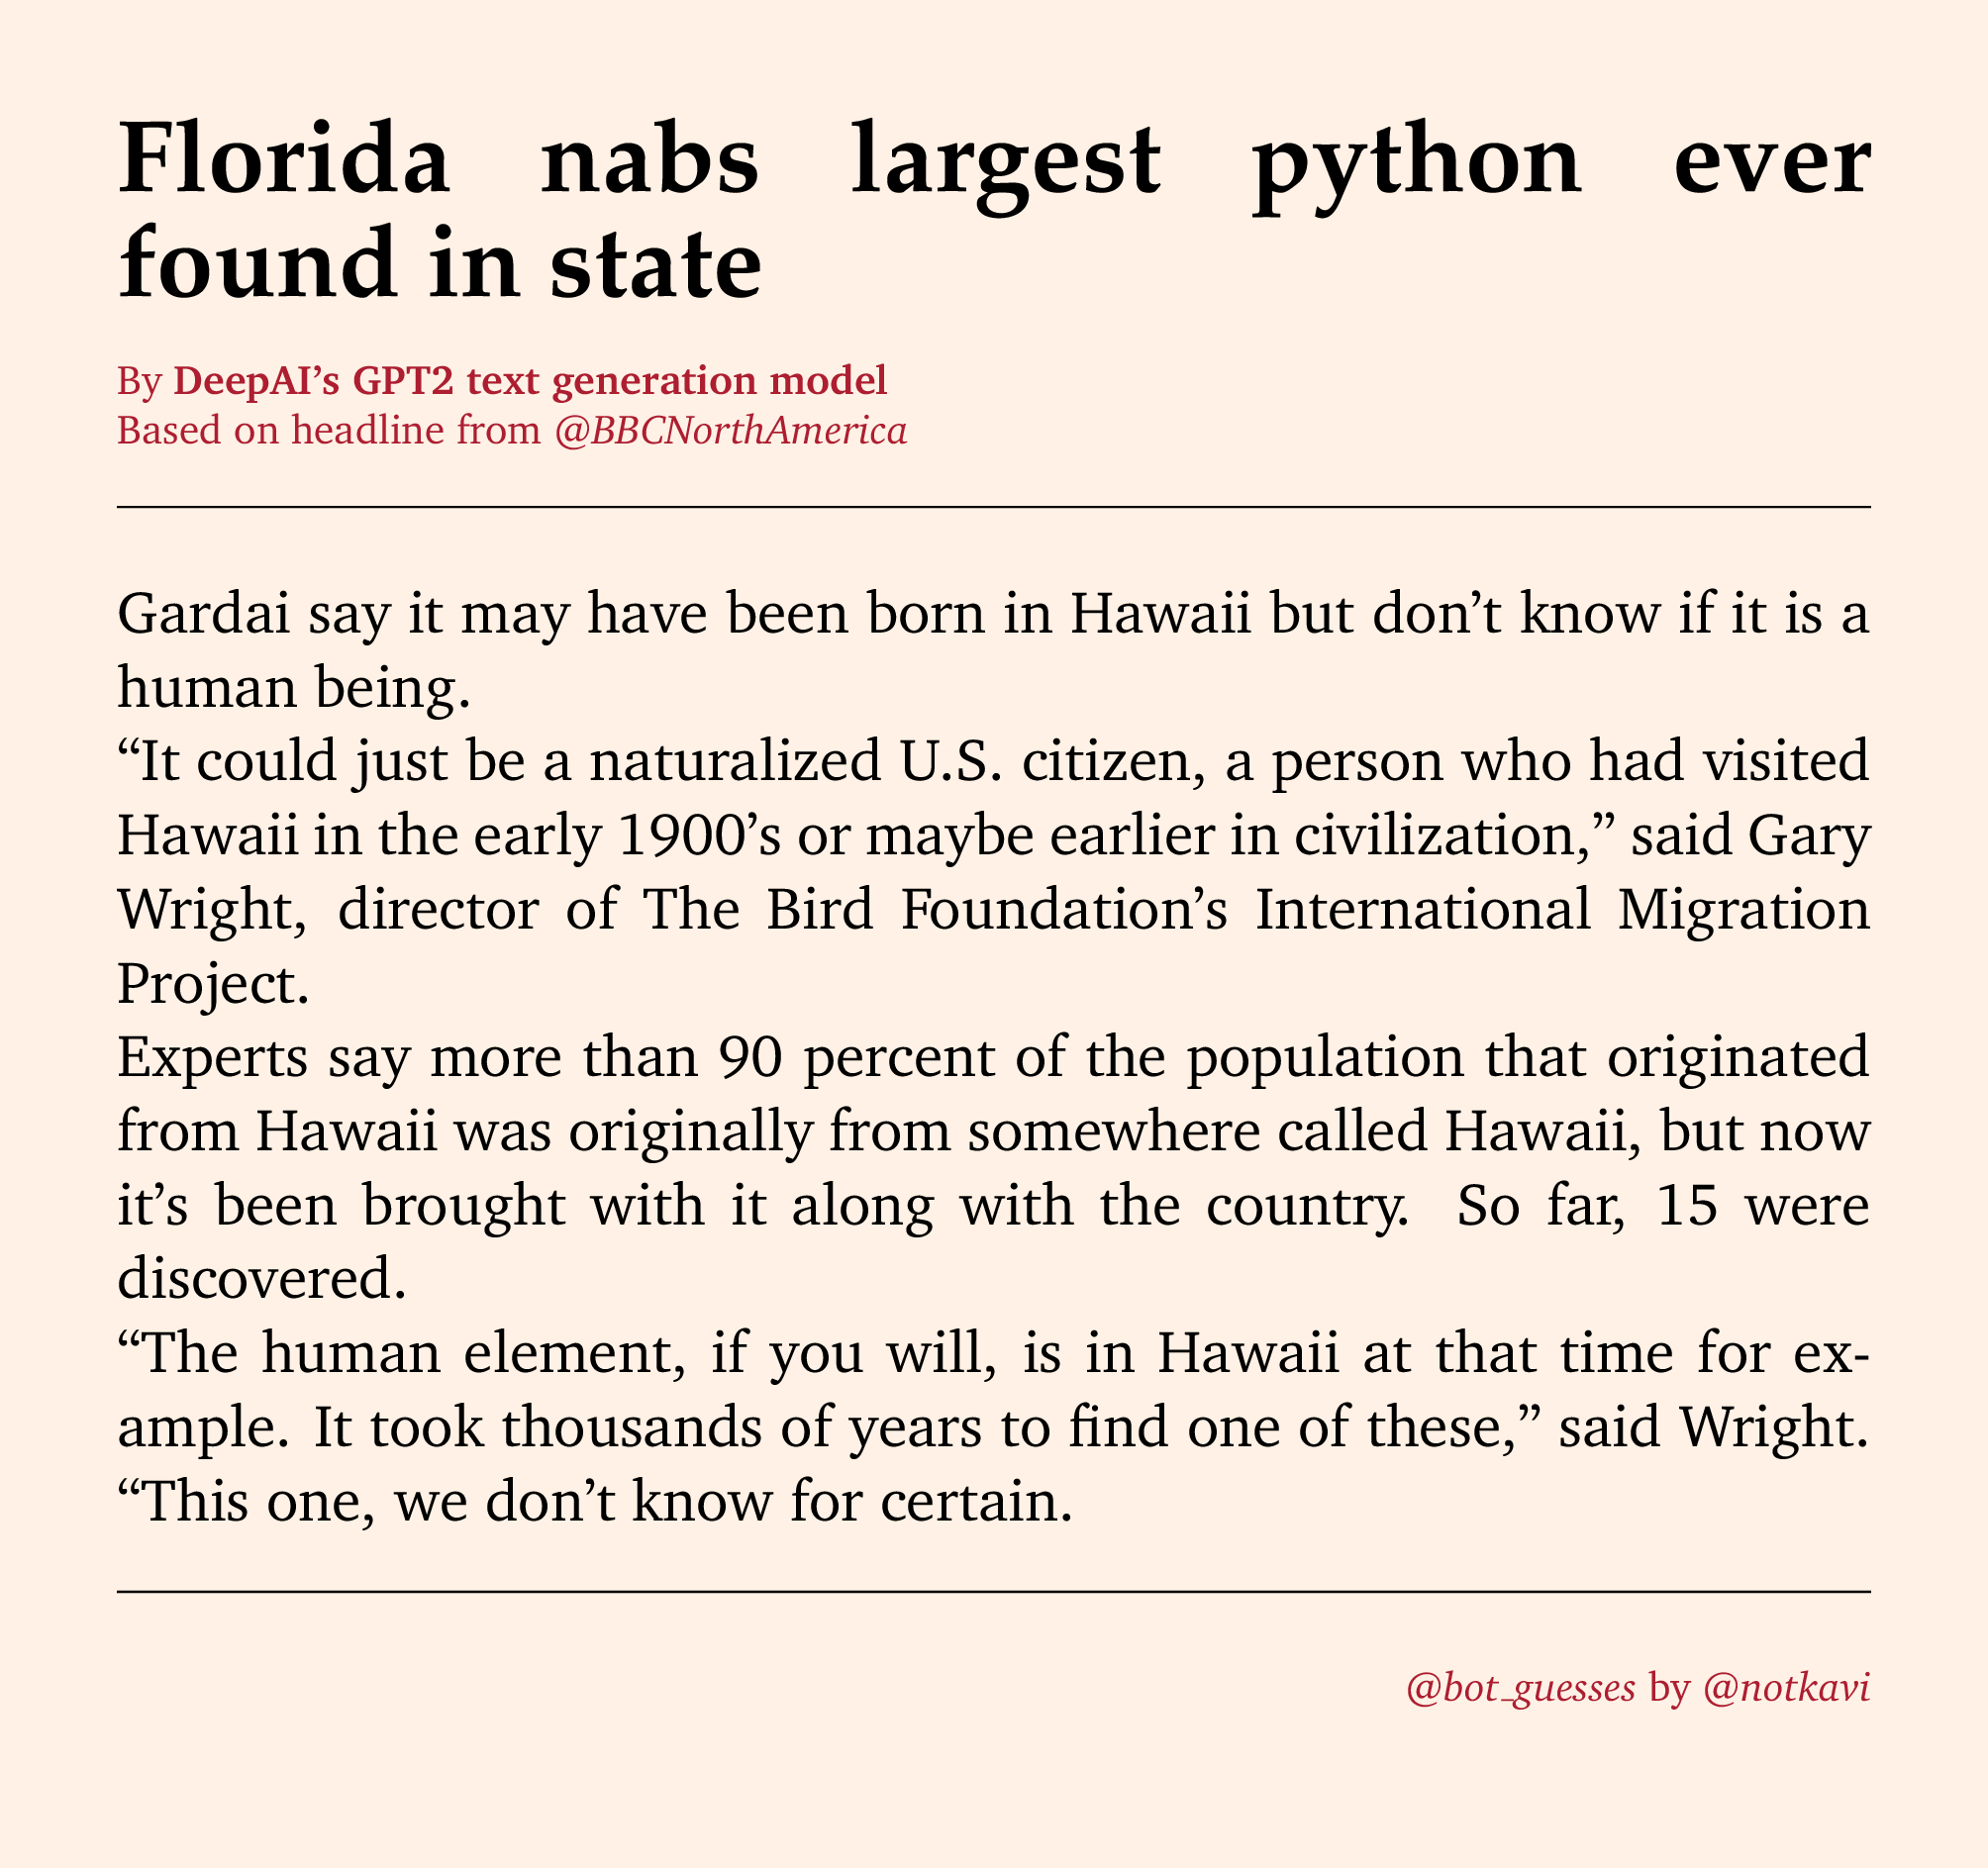 Florida nabs largest python ever
found in state
By DeepAI’s GPT2 text generation model
Based on headline from @BBCNorthAmerica
Gardai say it may have been born in Hawaii but don’t know if it is a
human being.
“It could just be a naturalized U.S. citizen, a person who had visited
Hawaii in the early 1900’s or maybe earlier in civilization,” said Gary
Wright, director of The Bird Foundation’s International Migration
Project.
Experts say more than 90 percent of the population that originated
from Hawaii was originally from somewhere called Hawaii, but now
it’s been brought with it along with the country. So far, 15 were
discovered.
“The human element, if you will, is in Hawaii at that time for ex-
ample. It took thousands of years to find one of these,” said Wright.
“This one, we don’t know for certain.
@bot_guesses by @notkavi